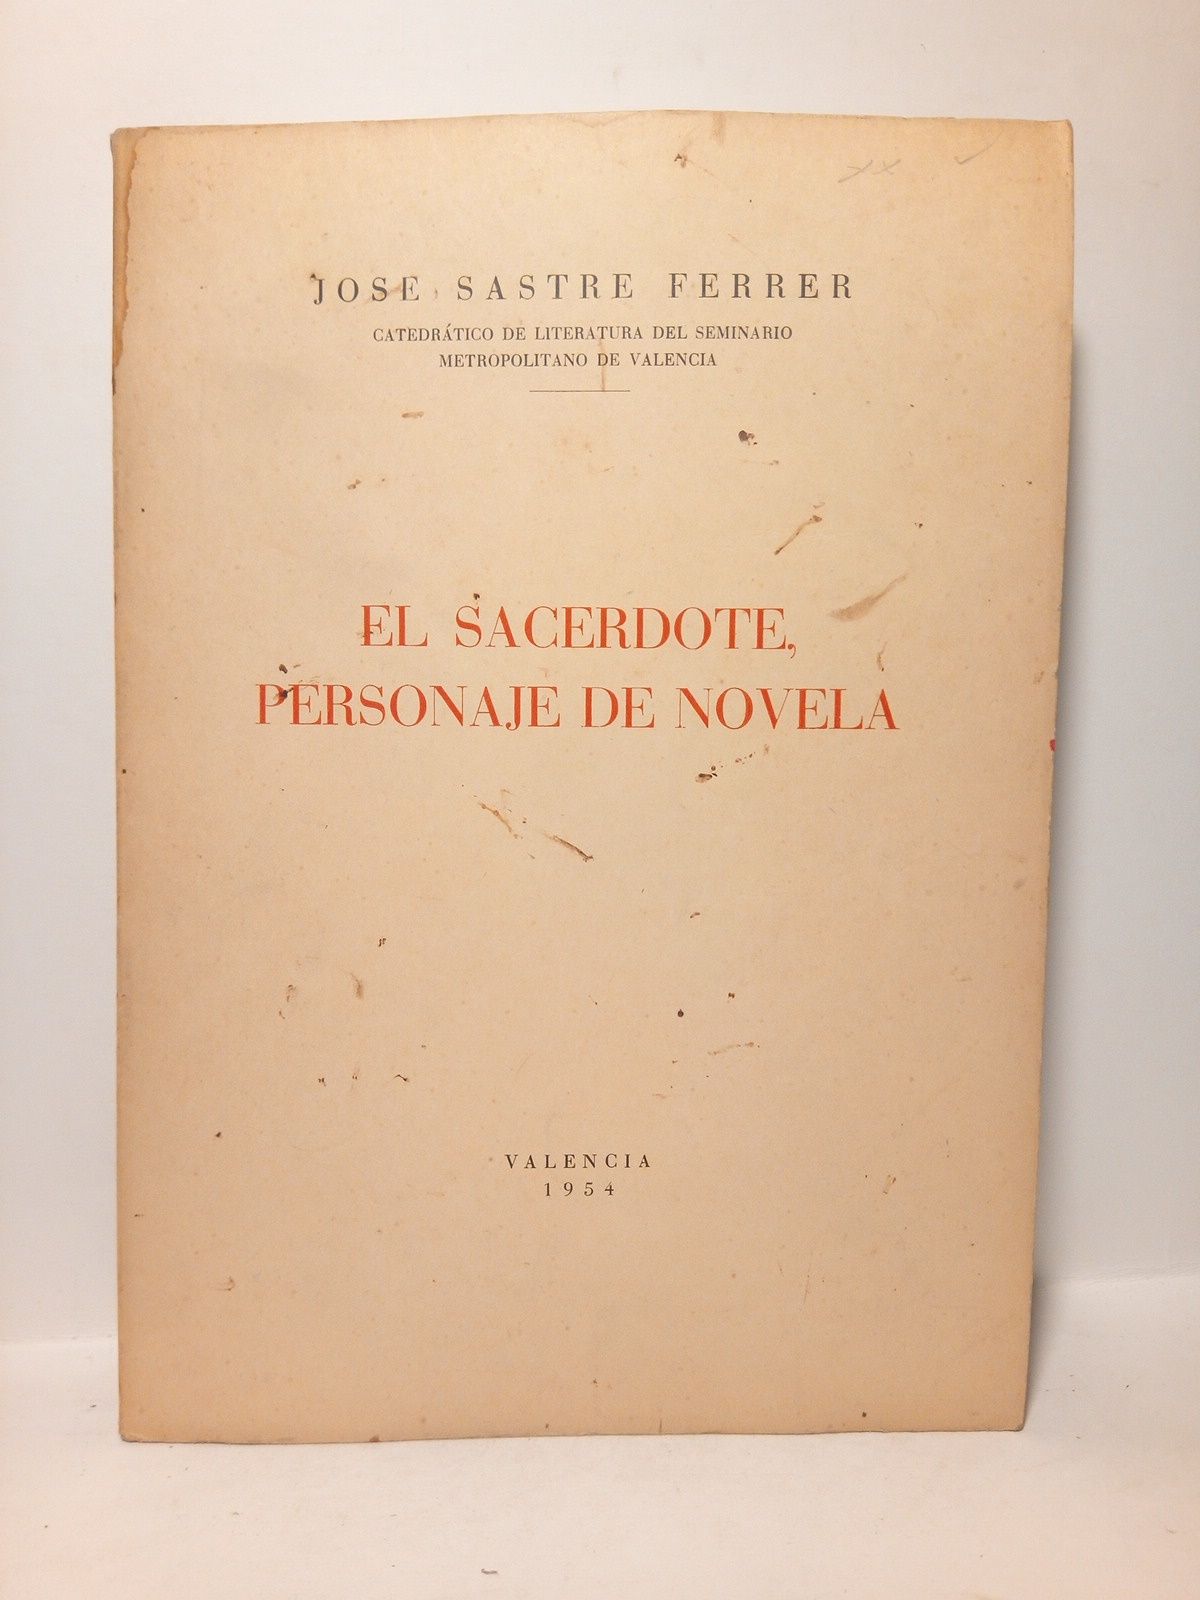 JOSE SASTRE FERRER
CATEDRÁTICO DE LITERATURA DEL SEMINARIO
METROPOLITANO DE VALENCIA
EL SACERDOTE,
PERSONAJE DE NOVELA
VALENCIA
1954